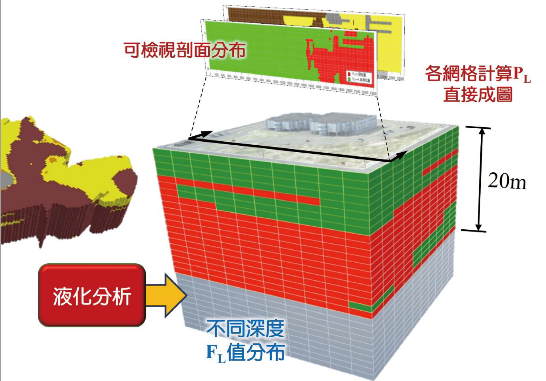 可檢視剖面分布
各網格計算PL
直接成圖
20m
液化分析
不同深度
FL值分布